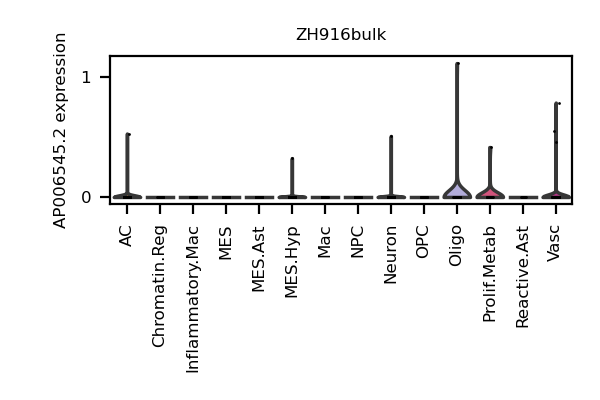 ZH916bulk
AP006545.2 expression
1
0
AC
Chromatin.Reg
Inflammatory.Mac
MES
MES.Ast
MES.Hyp
Mac
NPC
Neuron
OPC
Oligo
Prolif.Metab
Reactive.Ast
Vasc